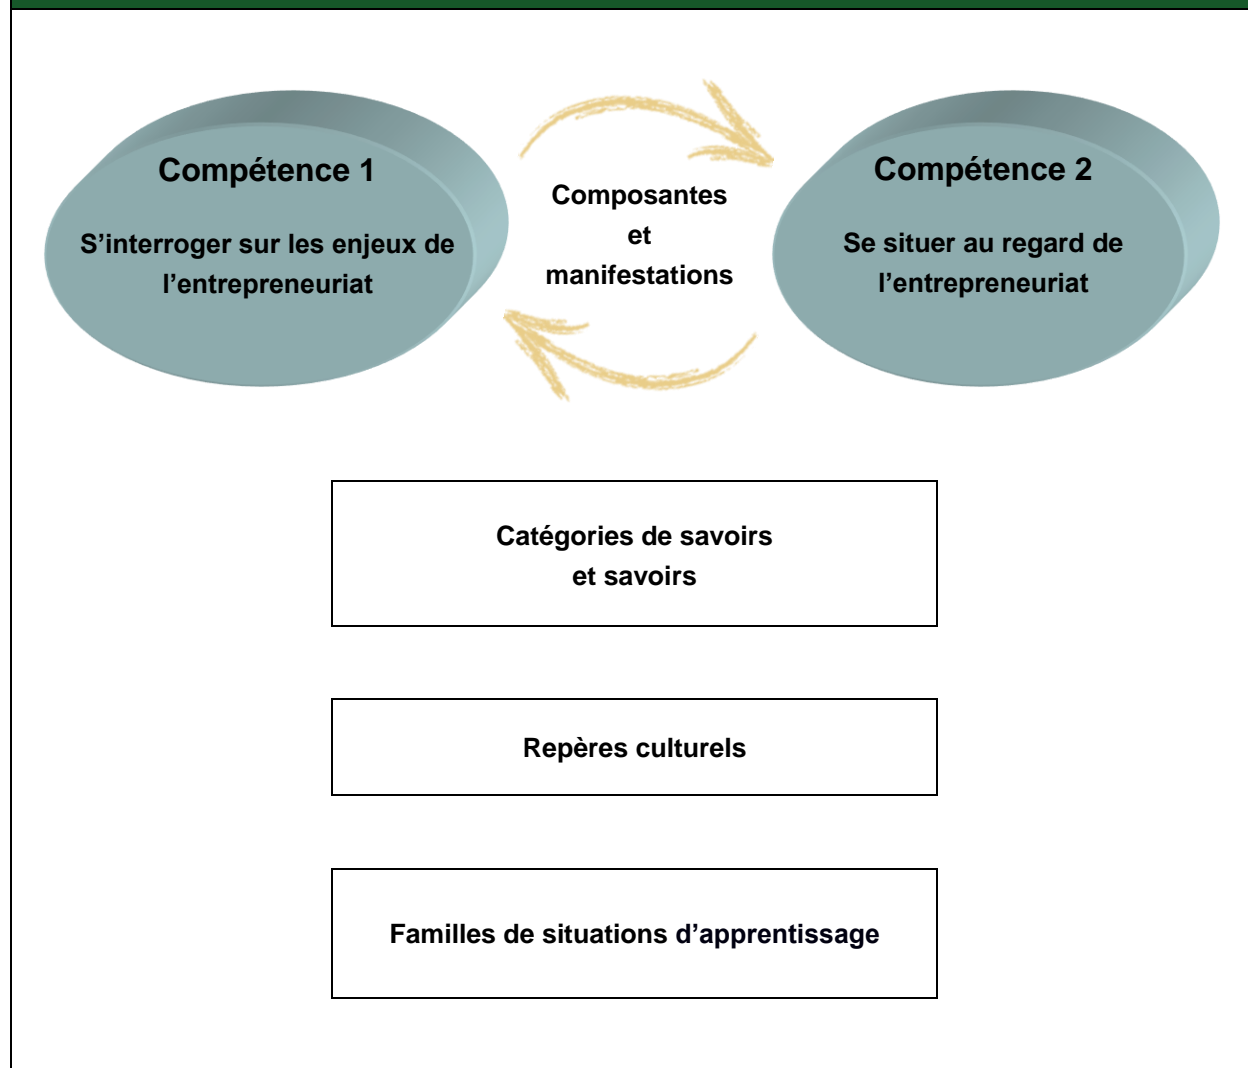 Compétence 1
S’interroger sur les enjeux de
l’entrepreneuriat
Composantes
et
manifestations
Compétence 2
Se situer au regard de
l’entrepreneuriat
Catégories de savoirs
et savoirs
Repères culturels
Familles de situations d’apprentissage